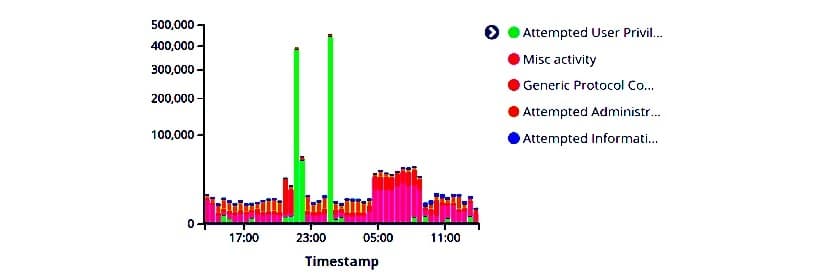 500,000
400,000
300,000
200,000
100,000
0
17:00
23:00
05:00
11:00
Timestamp
Attempted User Privil...
Misc activity
Generic Protocol Co...
Attempted Administr...
Attempted Informati...